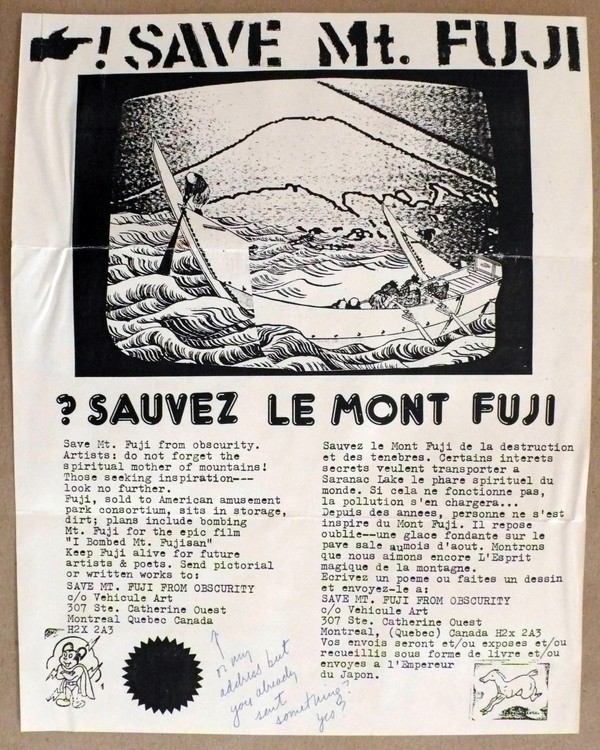 ! SAVE Mt. FUJI
? SAUVEZ LE MONT FUJI
Save Mt. Fuji from obscurity.
Artists: do not forget the
spiritual mother of mountains!
Those seeking inspiration---
look no further.
Fuji, sold to American amusement
park consortium, sits in storage,
dirt; plans include bombing
Mt. Fuji for the epic film
"I Bombed Mt. Fujisan"
Keep Fuji alive for future
artists & poets. Send pictorial
or written works to:
SAVE MT. FUJI FROM OBSCURITY
c/o Vehicule Art
307 Ste. Catherine Ouest
Montreal Quebec Canada
H2X 2A3
or my
address but
you already
sent
something?
yes?
Sauvez le Mont Fuji de la destruction
et des tenebres. Certains interets
secrets veulent transporter a
Saranac Lake le phare spirituel du
monde. Si cela ne fonctionne pas,
la pollution s'en chargera...
Depuis des annees, personne ne s'est
inspire du Mont Fuji. Il repose
oublie--une glace fondante sur le
pave sale aumois d'aout. Montrons
que nous aimons encore L'Esprit
magique de la montagne.
Ecrivez un poeme ou faites un dessin
et envoyez-le a:
SAVE MT. FUJI FROM OBSCURITY
c/o Vehicule Art
307 Ste. Catherine Ouest
Montreal, (Quebec) Canada H2x 2A3
Vos envois seront et/ou exposes et/ou
recueillis sous forme de livre et/ou
envoyes a l'Empereur
du Japon.